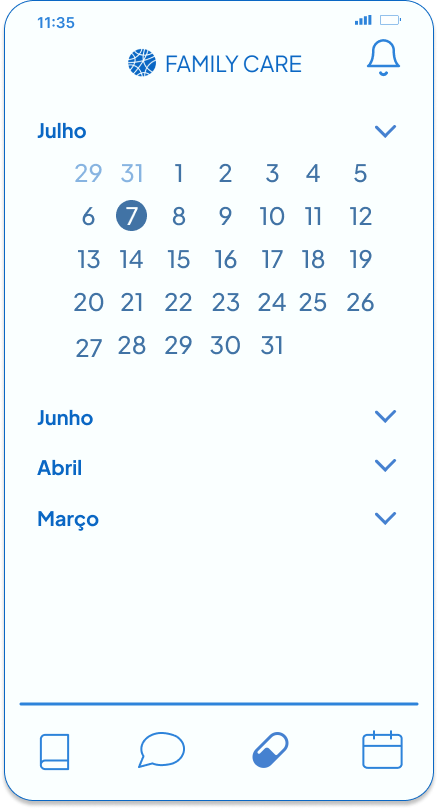 11:35
FAMILY CARE
Julho
29 31 1 2 3 4 5
6 7 8 9 10 11 12
13 14 15 16 17 18 19
20 21 22 23 24 25 26
27 28 29 30 31
Junho
Abril
Março